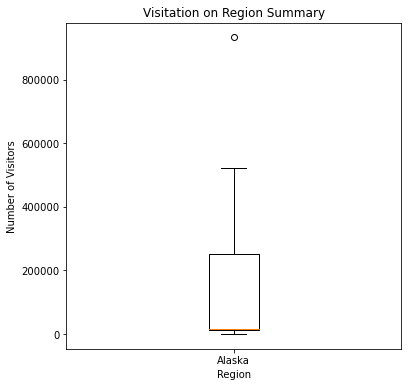 Visitation on Region Summary
Number of Visitors
800000
600000
400000
200000
0
Alaska
Region